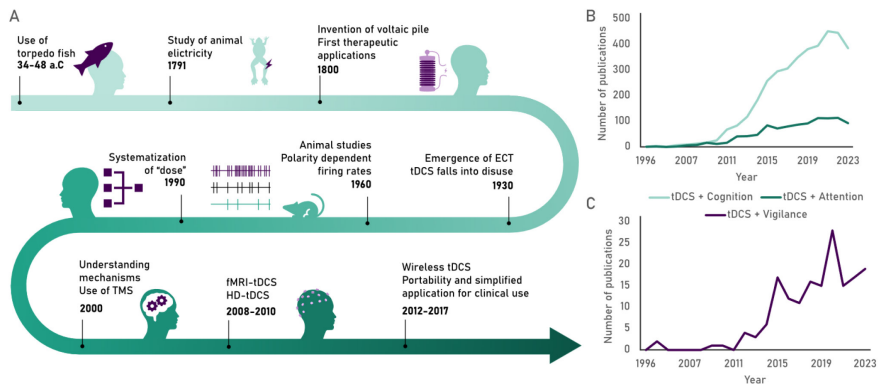 A
Use of
torpedo fish
34–48 a.C
Study of animal
elictricity
1791
Invention of voltaic pile
First therapeutic
applications
1800
Systematization
of “dose”
1990
Animal studies
Polarity dependent
firing rates
1960
Emergence of ECT
tDCS falls into disuse
1930
Understanding
mechanisms
Use of TMS
2000
fMRI-tDCS
HD-tDCS
2008–2010
Wireless tDCS
Portability and simplified
application for clinical use
2012–2017
B
Number of publications
500
400
300
200
100
0
1996 2007 2011 2015 2019 2023
Year
tDCS + Cognition tDCS + Attention
tDCS + Vigilance
C
Number of publications
30
25
20
15
10
5
0
1996 2007 2011 2015 2019 2023
Year